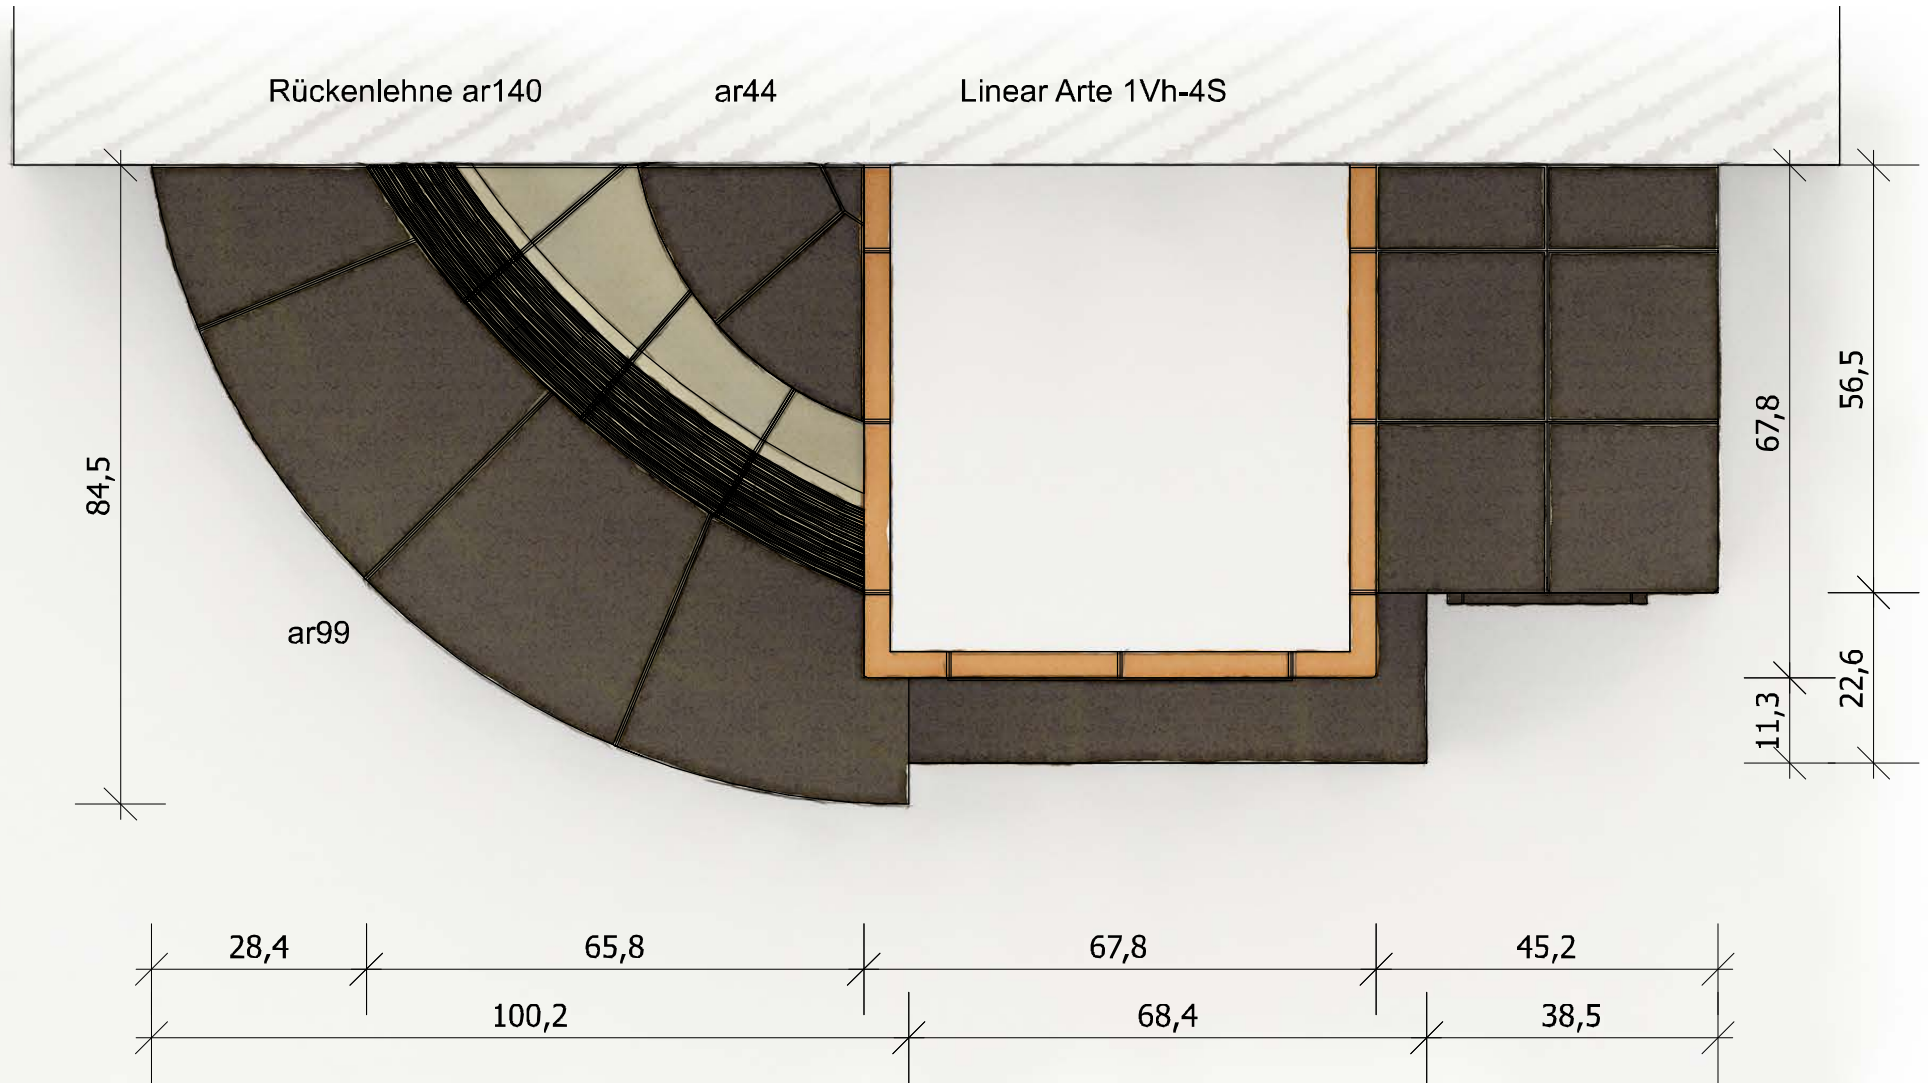 Rückenlehne ar140 ar44 Linear Arte 1Vh-4S
84,5
ar99
67,8
56,5
11,3
22,6
28,4 65,8 67,8 45,2
100,2 68,4 38,5